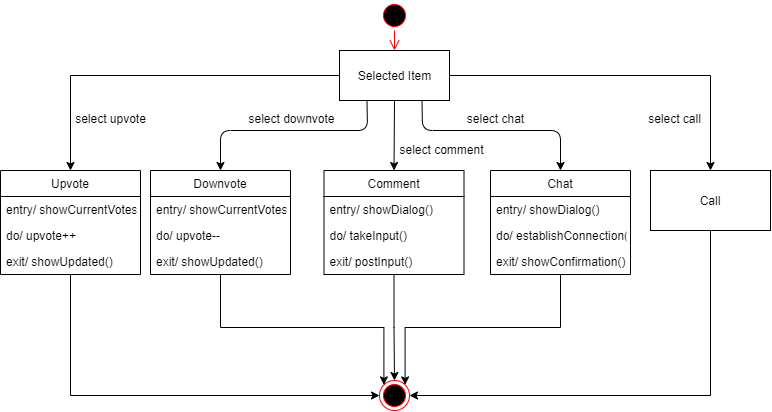 Selected Item
select upvote
select downvote
select comment
select chat
select call
Upvote
entry/ showCurrentVotes
do/ upvote++
exit/ showUpdated()
Downvote
entry/ showCurrentVotes
do/ upvote--
exit/ showUpdated()
Comment
entry/ showDialog()
do/ takeInput()
exit/ postInput()
Chat
entry/ showDialog()
do/ establishConnection(
exit/ showConfirmation()
Call